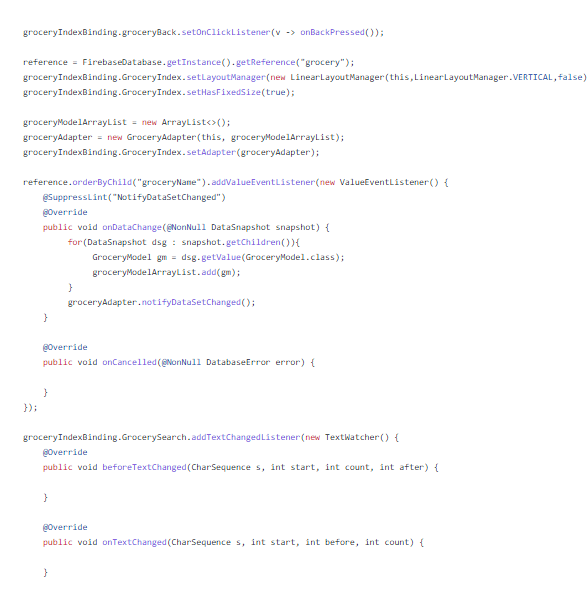 groceryIndexBinding.groceryBack.setOnClickListener(v -> onBackPressed());
reference = FirebaseDatabase.getInstance().getReference("grocery");
groceryIndexBinding.GroceryIndex.setLayoutManager(new LinearLayoutManager(this,LinearLayoutManager.VERTICAL,false)
groceryIndexBinding.GroceryIndex.setHasFixedSize(true);
groceryModelArrayList = new ArrayList<>();
groceryAdapter = new GroceryAdapter(this, groceryModelArrayList);
groceryIndexBinding.GroceryIndex.setAdapter(groceryAdapter);
reference.orderByChild("groceryName").addValueEventListener(new ValueEventListener() {
@SuppressLint("NotifyDataSetChanged")
@Override
public void onDataChange(@NonNull DataSnapshot snapshot) {
for(DataSnapshot dsg : snapshot.getChildren()){
GroceryModel gm = dsg.getValue(GroceryModel.class);
groceryModelArrayList.add(gm);
}
groceryAdapter.notifyDataSetChanged();
}
@Override
public void onCancelled(@NonNull DatabaseError error) {
}
});
groceryIndexBinding.GrocerySearch.addTextChangedListener(new TextWatcher() {
@Override
public void beforeTextChanged(CharSequence s, int start, int count, int after) {
}
@Override
public void onTextChanged(CharSequence s, int start, int before, int count) {
}